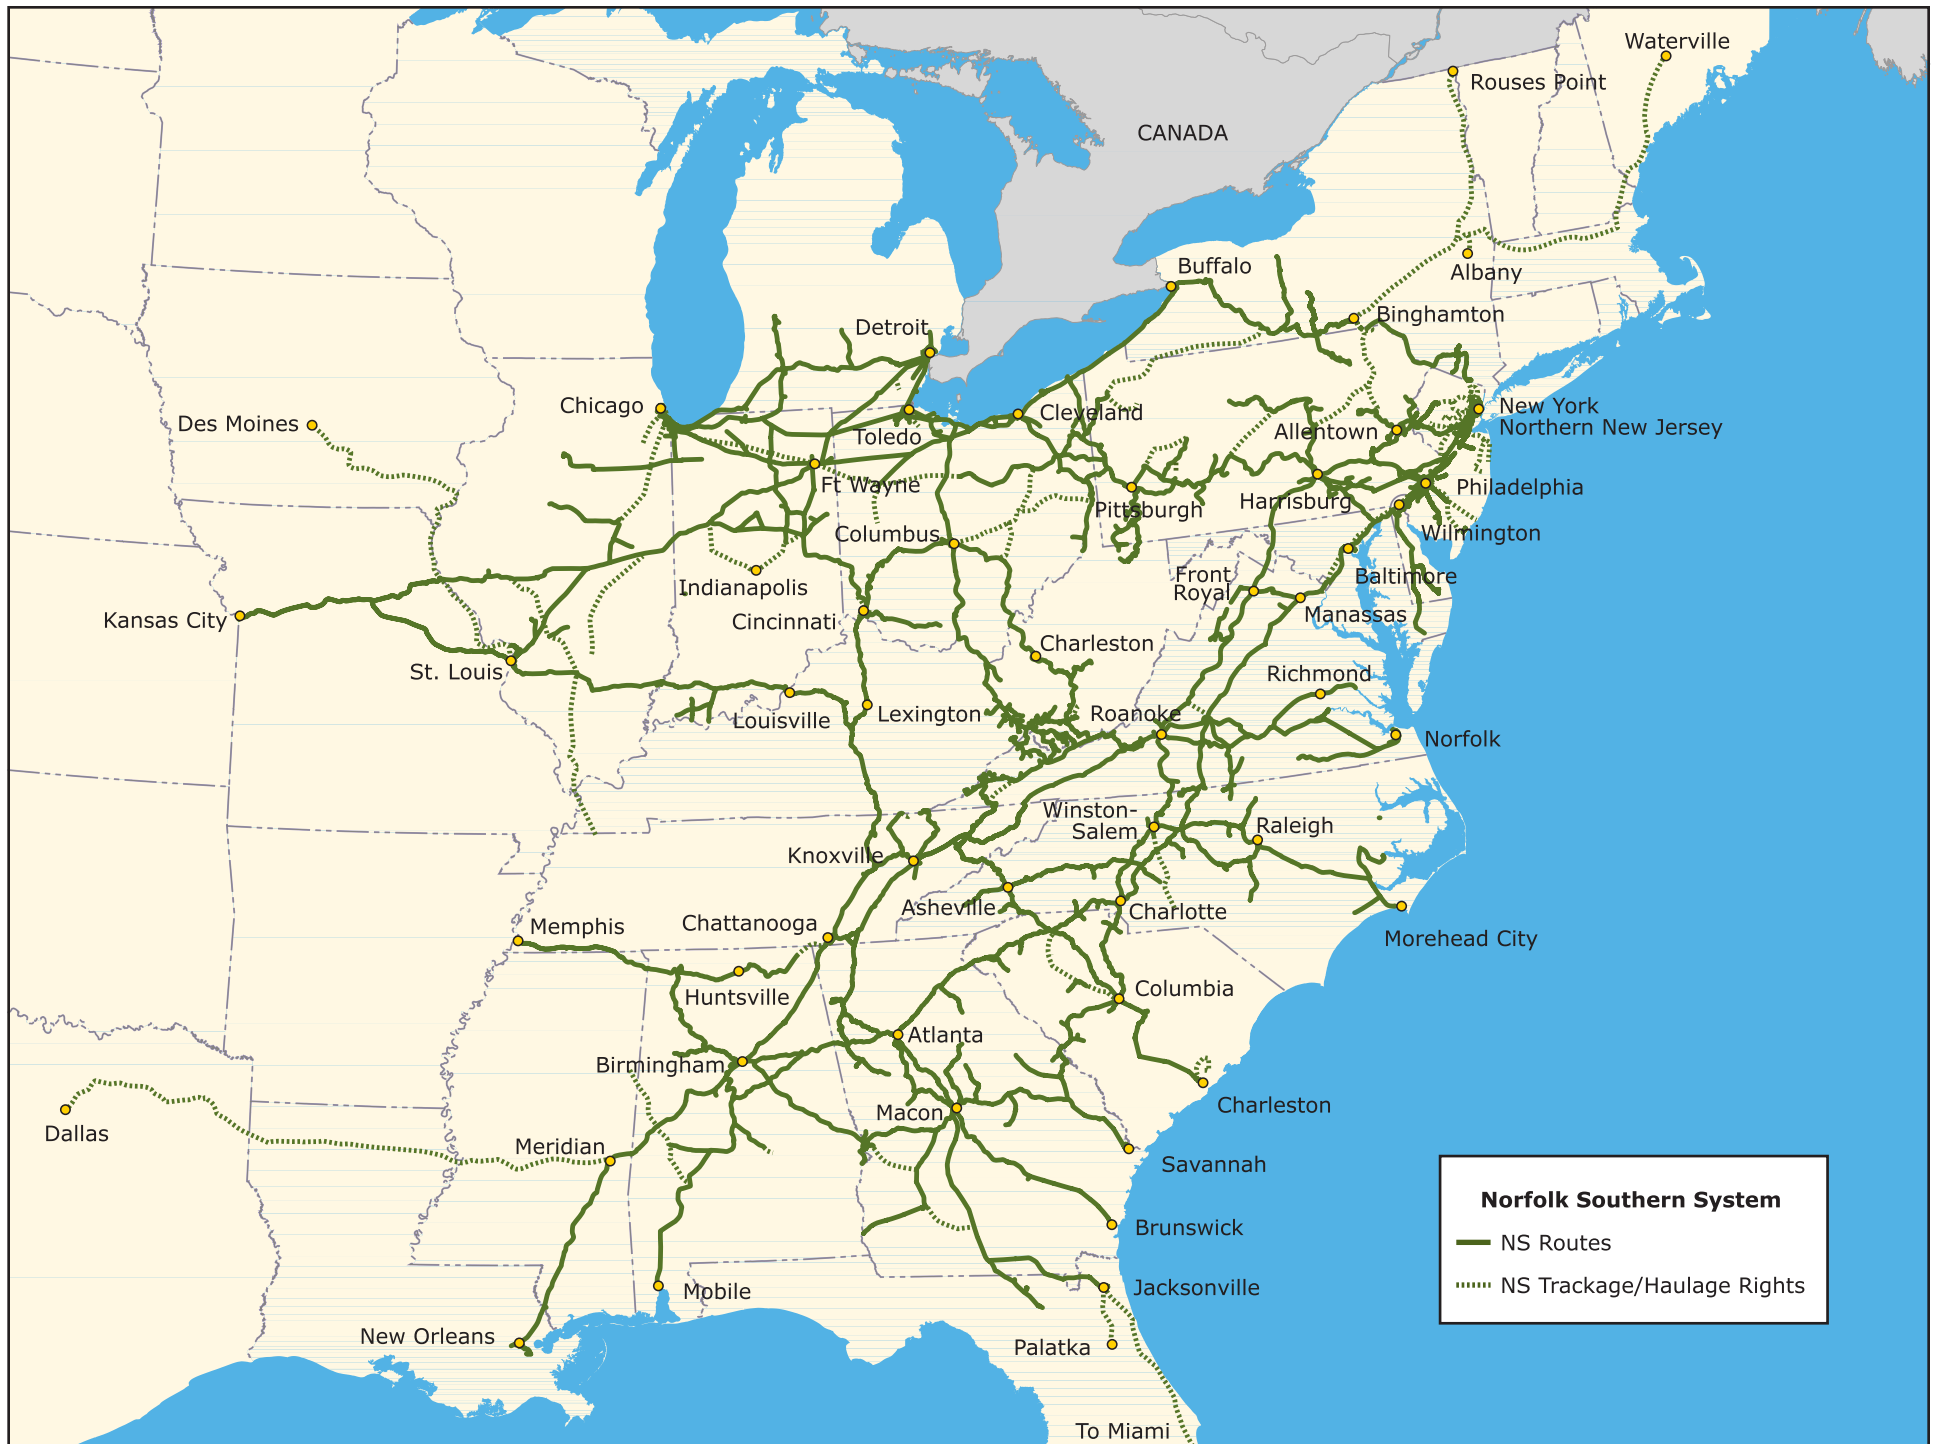 Waterville
Rouses Point
CANADA
Albany
Buffalo
Binghamton
Detroit
Chicago
Cleveland
New York
Northern New Jersey
Des Moines
Toledo
Allentown
Ft Wayne
Pittsburgh
Harrisburg
Philadelphia
Columbus
Wilmington
Indianapolis
Front
Royal
Baltimore
Kansas City
Cincinnati
Manassas
St. Louis
Charleston
Richmond
Louisville
Lexington
Roanoke
Norfolk
Winston-
Salem
Raleigh
Knoxville
Asheville
Charlotte
Memphis
Chattanooga
Morehead City
Huntsville
Columbia
Atlanta
Birmingham
Charleston
Macon
Dallas
Meridian
Savannah
Brunswick
Norfolk Southern System
NS Routes
NS Trackage/Haulage Rights
Mobile
Jacksonville
New Orleans
Palatka
To Miami